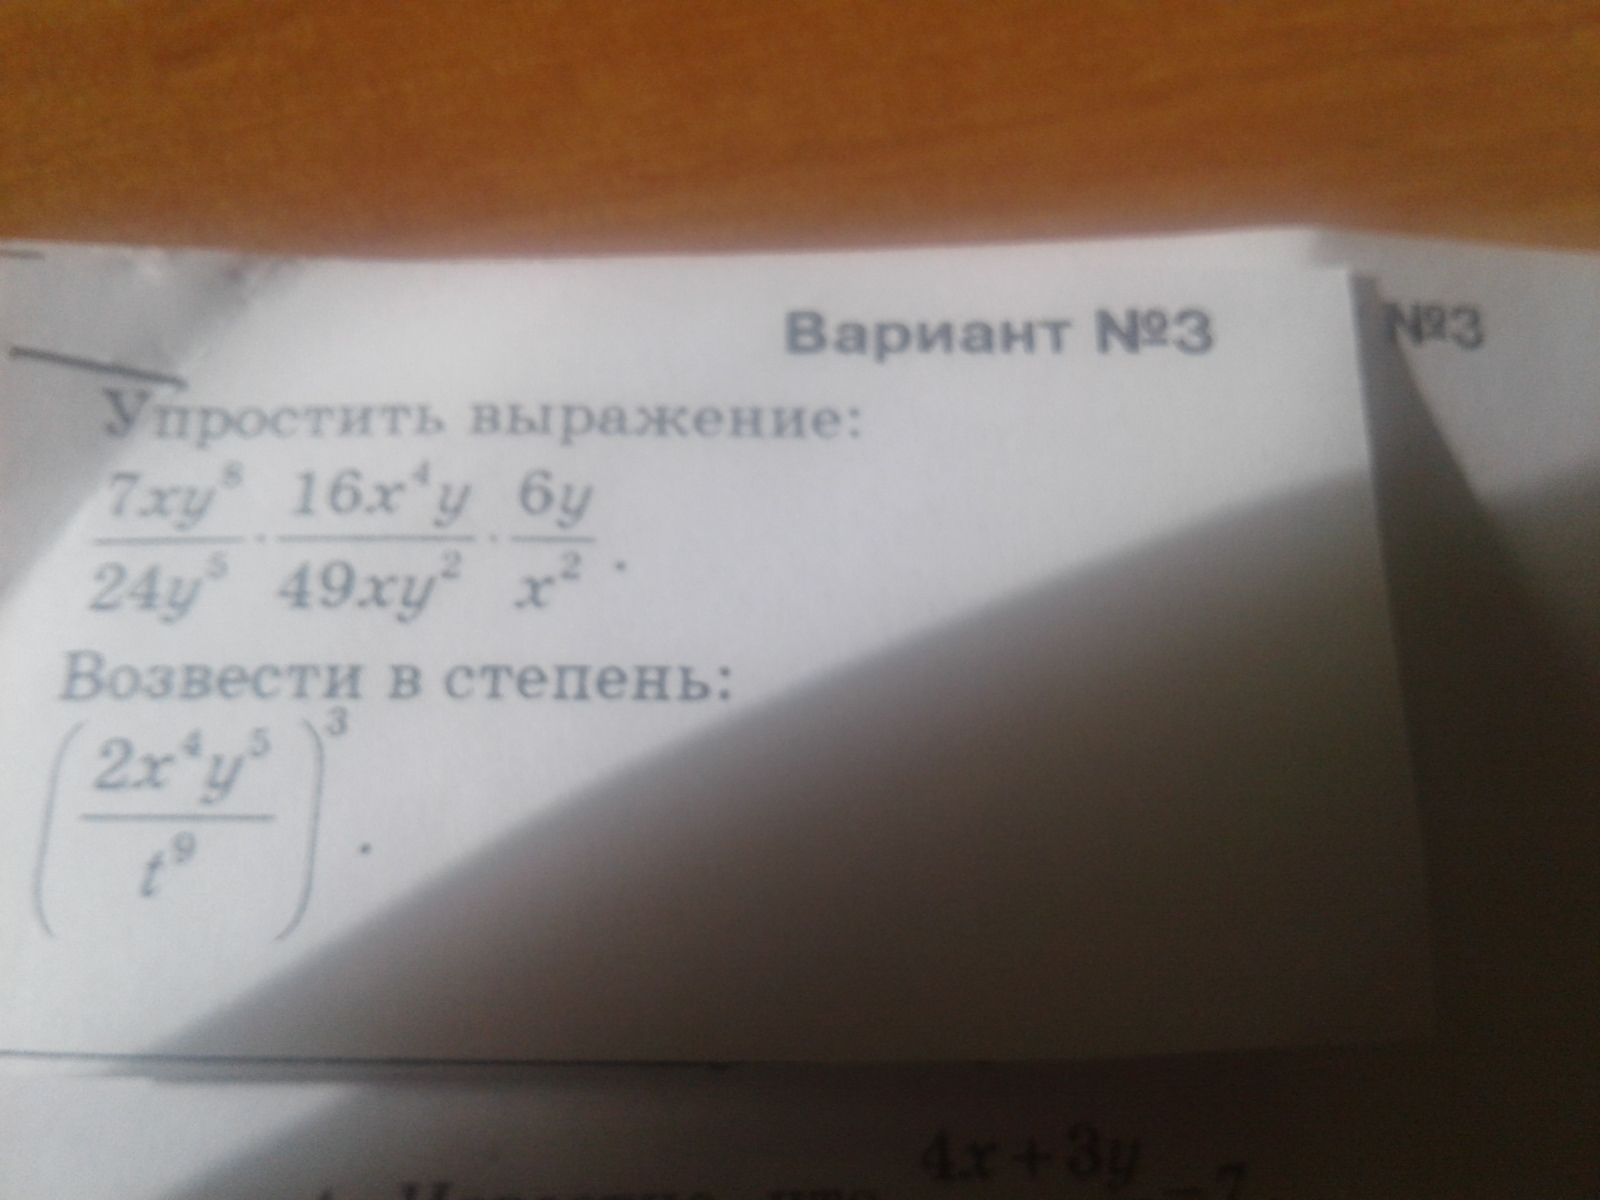 Вариант №3
№3
Упростить выражение:
7xy⁸/24y⁵ · 16x⁴y/49xy² · 6y/x² .
Возвести в степень:
(2x⁴y⁵/t⁹)³ .
4x + 3y